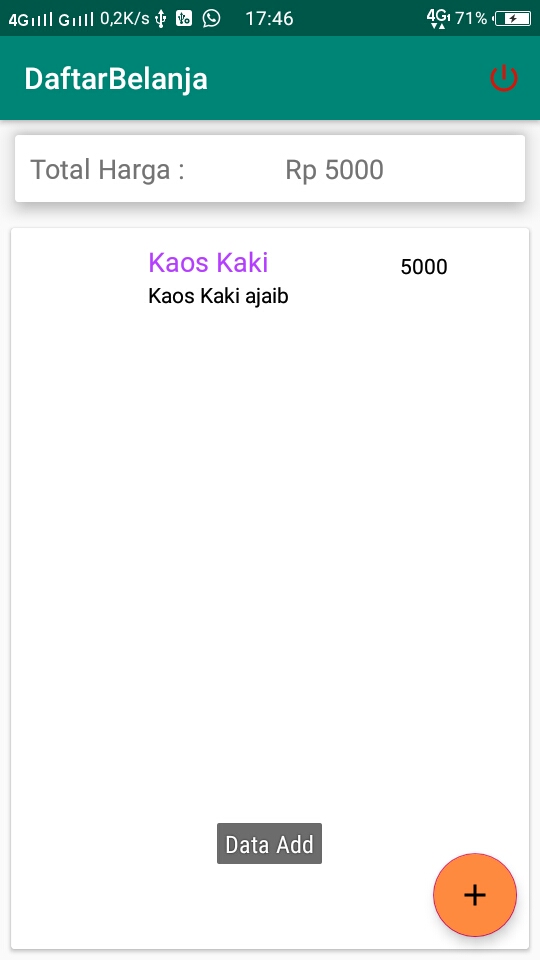 4G G 0,2K/s 17:46 4G 71%
DaftarBelanja
Total Harga : Rp 5000
Kaos Kaki 5000
Kaos Kaki ajaib
Data Add
+